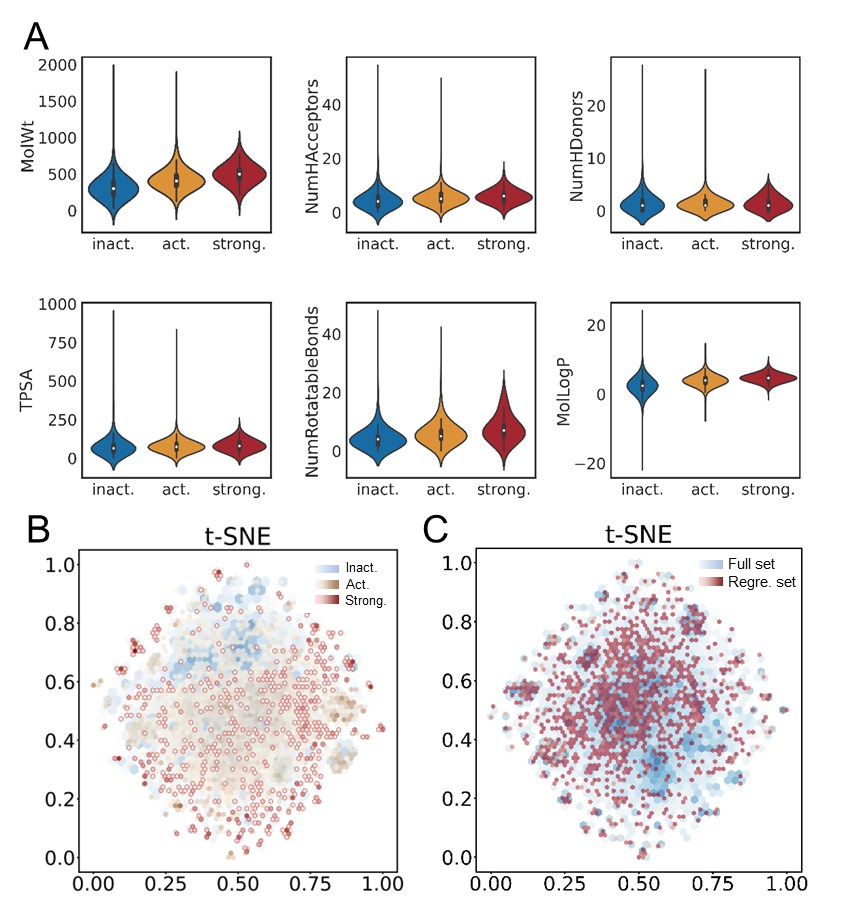 A
MolWt
2000
1500
1000
500
0
inact. act. strong.
NumHAcceptors
40
20
0
inact. act. strong.
NumHDonors
20
10
0
inact. act. strong.
TPSA
1000
750
500
250
0
inact. act. strong.
NumRotatableBonds
40
20
0
inact. act. strong.
MolLogP
20
0
−20
inact. act. strong.
B
t-SNE
Inact.
Act.
Strong.
1.0
0.8
0.6
0.4
0.2
0.0
0.00 0.25 0.50 0.75 1.00
C
t-SNE
Full set
Regre. set
1.0
0.8
0.6
0.4
0.2
0.0
0.00 0.25 0.50 0.75 1.00